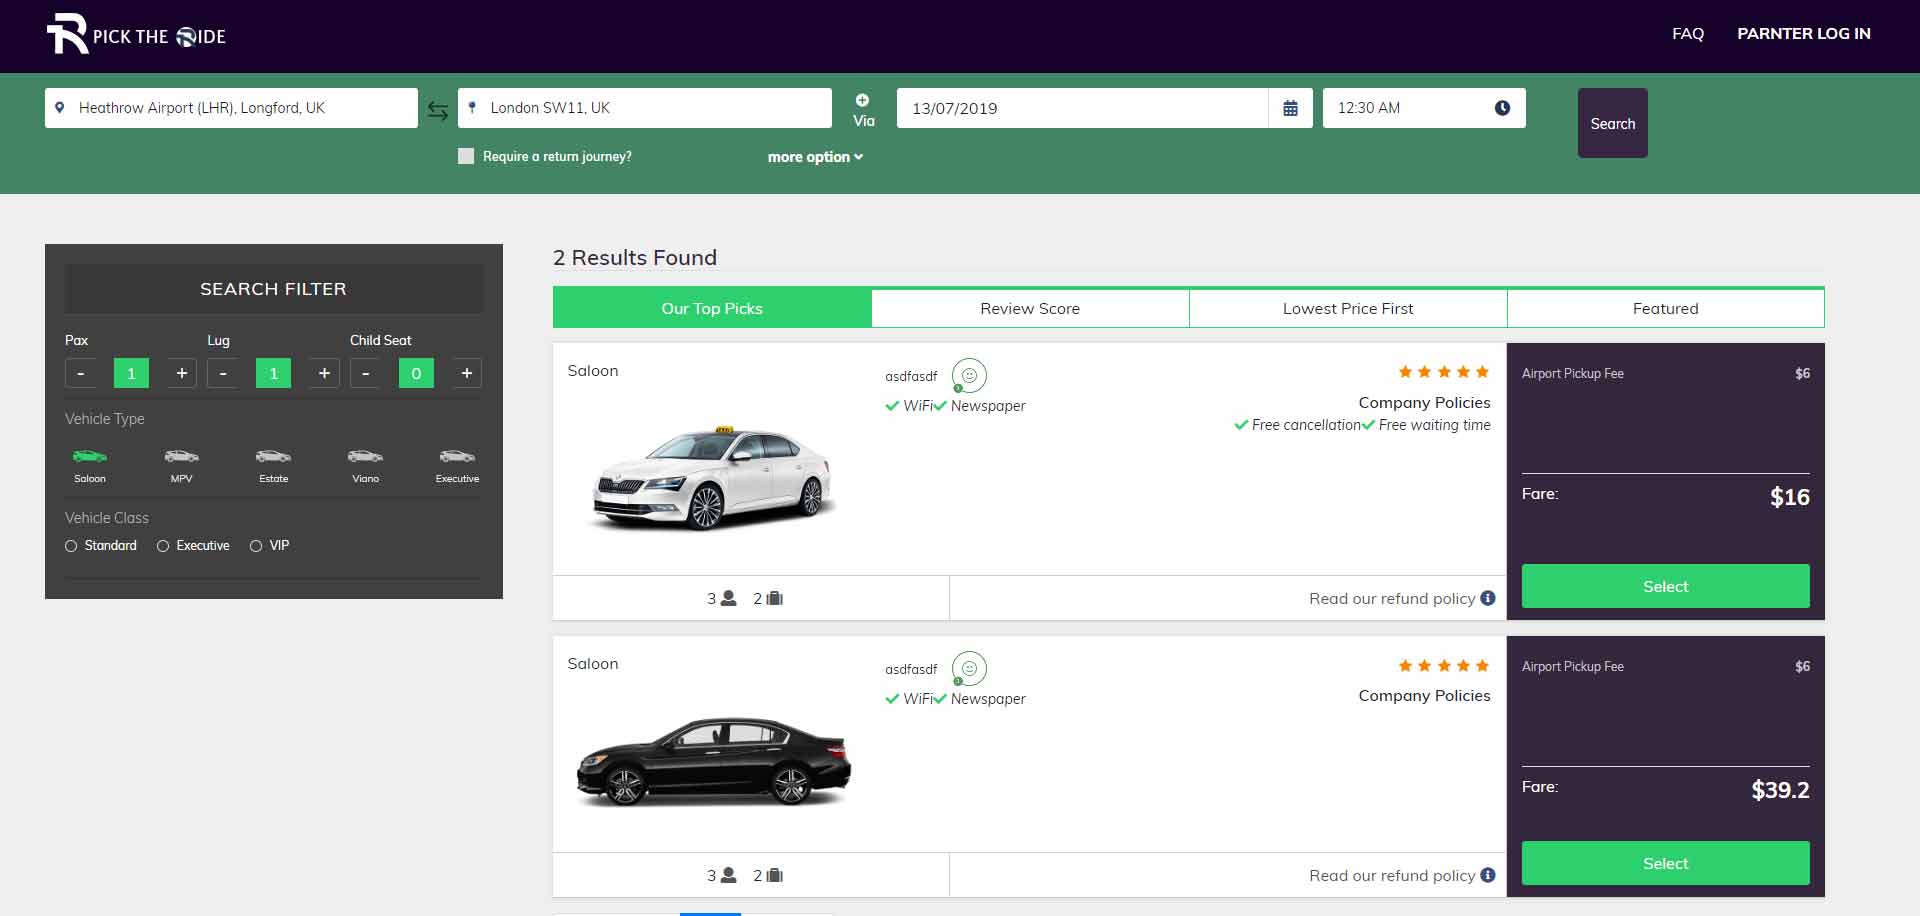 PICK THE RIDE
FAQ
PARNTER LOG IN
Heathrow Airport (LHR), Longford, UK
London SW11, UK
Via
13/07/2019
12:30 AM
Search
Require a return journey?
more option
SEARCH FILTER
Pax
Lug
Child Seat
- 1 +
- 1 +
- 0 +
Vehicle Type
Saloon
MPV
Estate
Viano
Executive
Vehicle Class
Standard
Executive
VIP
2 Results Found
Our Top Picks
Review Score
Lowest Price First
Featured
Saloon
asdfasdf
WiFi Newspaper
Company Policies
Free cancellation Free waiting time
TAXI
3 2
Read our refund policy
Airport Pickup Fee $6
Fare: $16
Select
Saloon
asdfasdf
WiFi Newspaper
Company Policies
3 2
Read our refund policy
Airport Pickup Fee $6
Fare: $39.2
Select